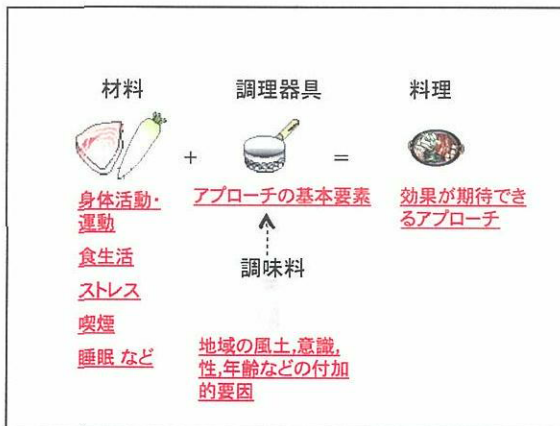 材料
調理器具
料理
+
=
身体活動・
運動
食生活
ストレス
喫煙
睡眠 など
アプローチの基本要素
効果が期待でき
るアプローチ
調味料
地域の風土,意識,
性,年齢などの付加
的要因